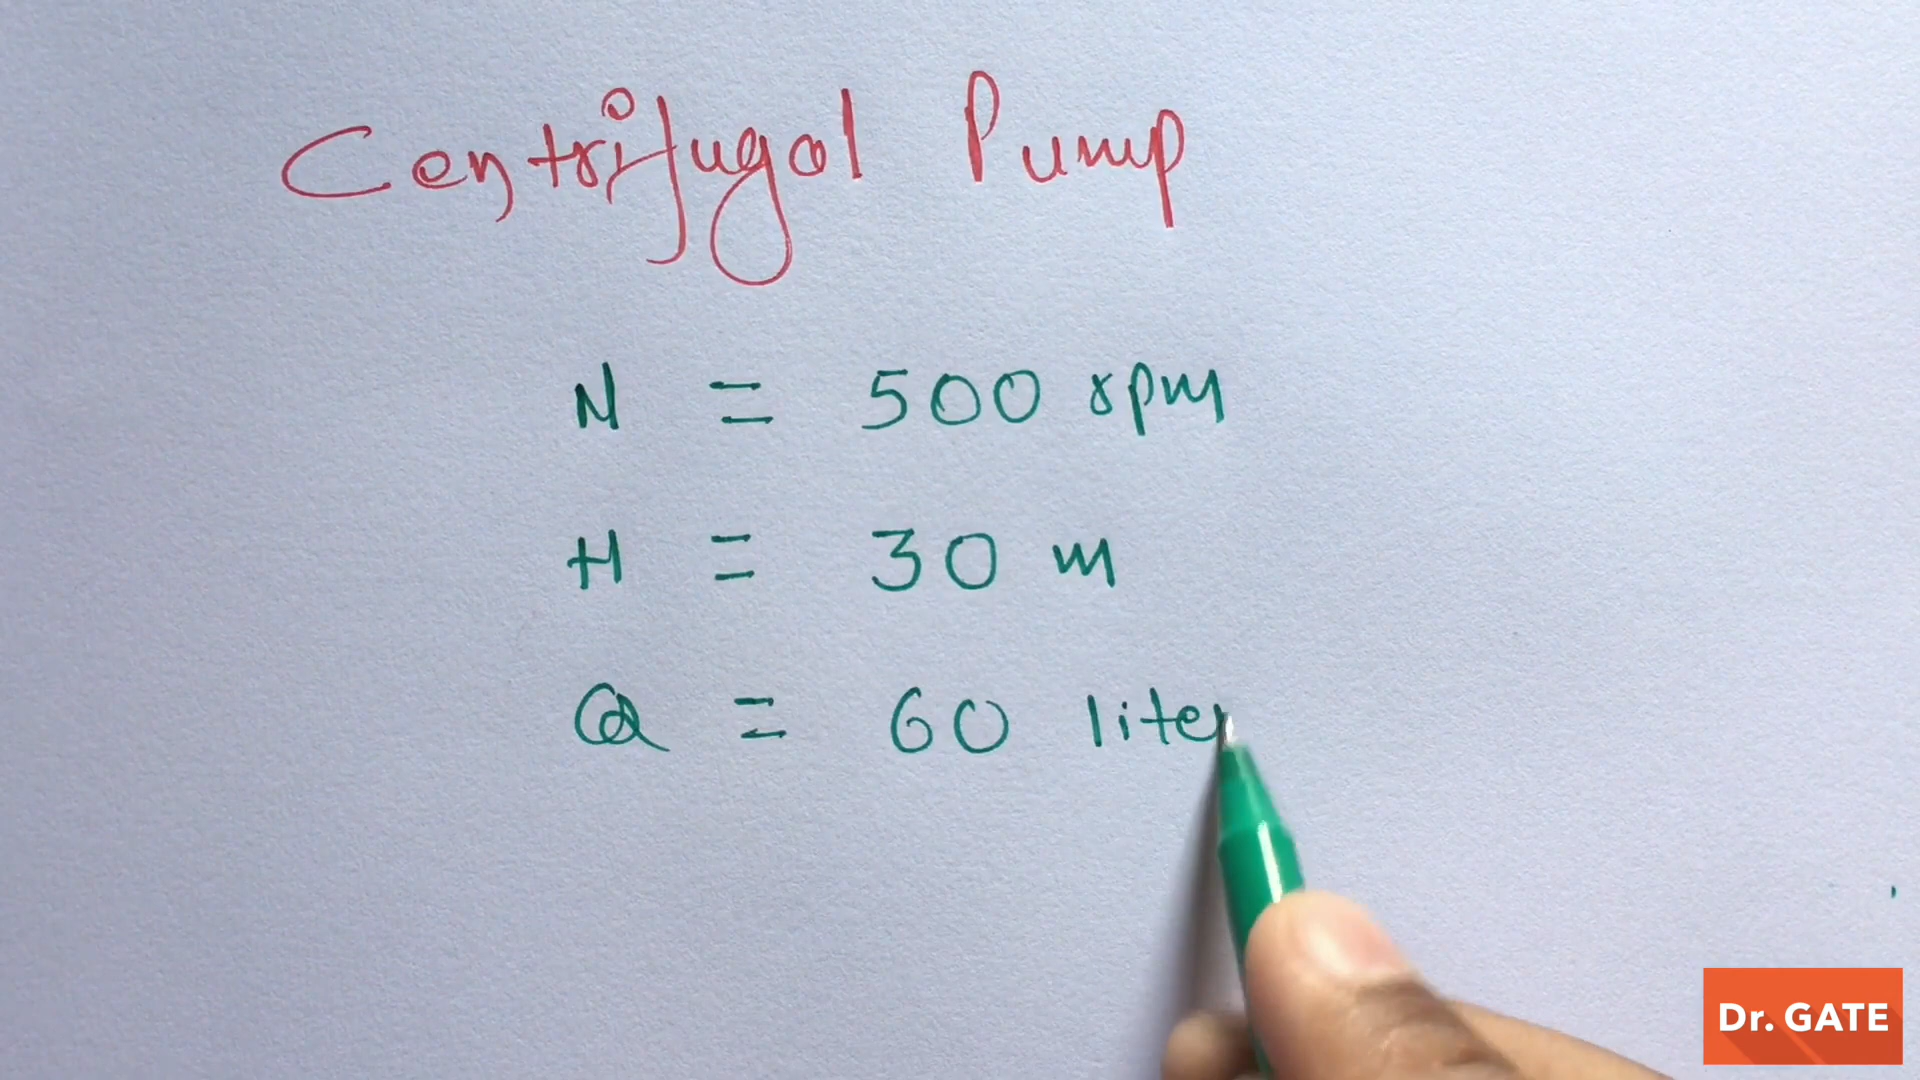 Centrifugal Pump
N = 500 rpm
H = 30 m
Q = 60 liter
Dr. GATE